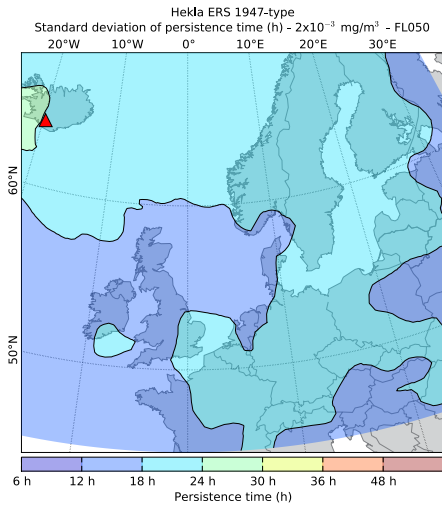 Hekla ERS 1947-type
Standard deviation of persistence time (h) - 2x10⁻³ mg/m³ - FL050
20°W 10°W 0° 10°E 20°E 30°E
60°N
50°N
6 h 12 h 18 h 24 h 30 h 36 h 48 h
Persistence time (h)